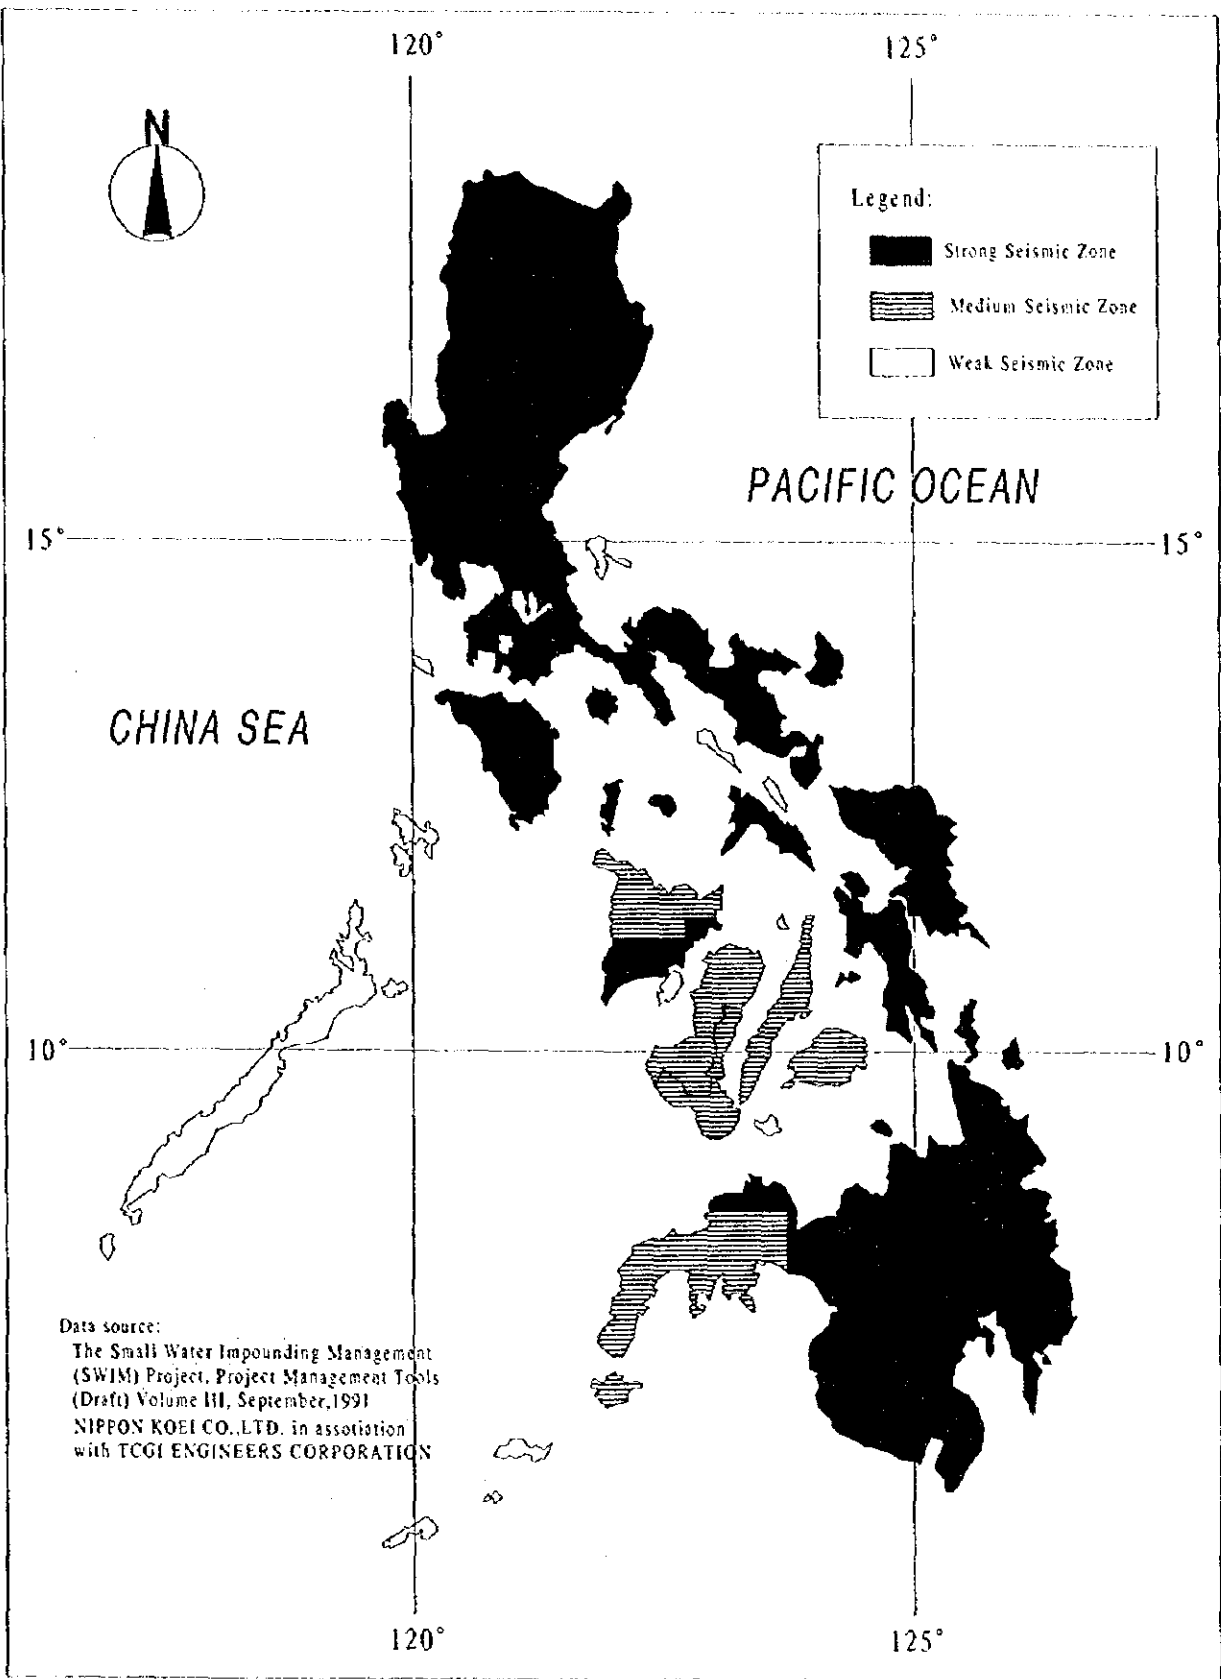 120° 125°
N
Legend:
Strong Seismic Zone
Medium Seismic Zone
Weak Seismic Zone
PACIFIC OCEAN
15° 15°
CHINA SEA
10° 10°
Data source:
The Small Water Impounding Management
(SWIM) Project, Project Management Tools
(Draft) Volume III, September,1991
NIPPON KOEI CO.,LTD. in assotiation
with TCGI ENGINEERS CORPORATION
120° 125°